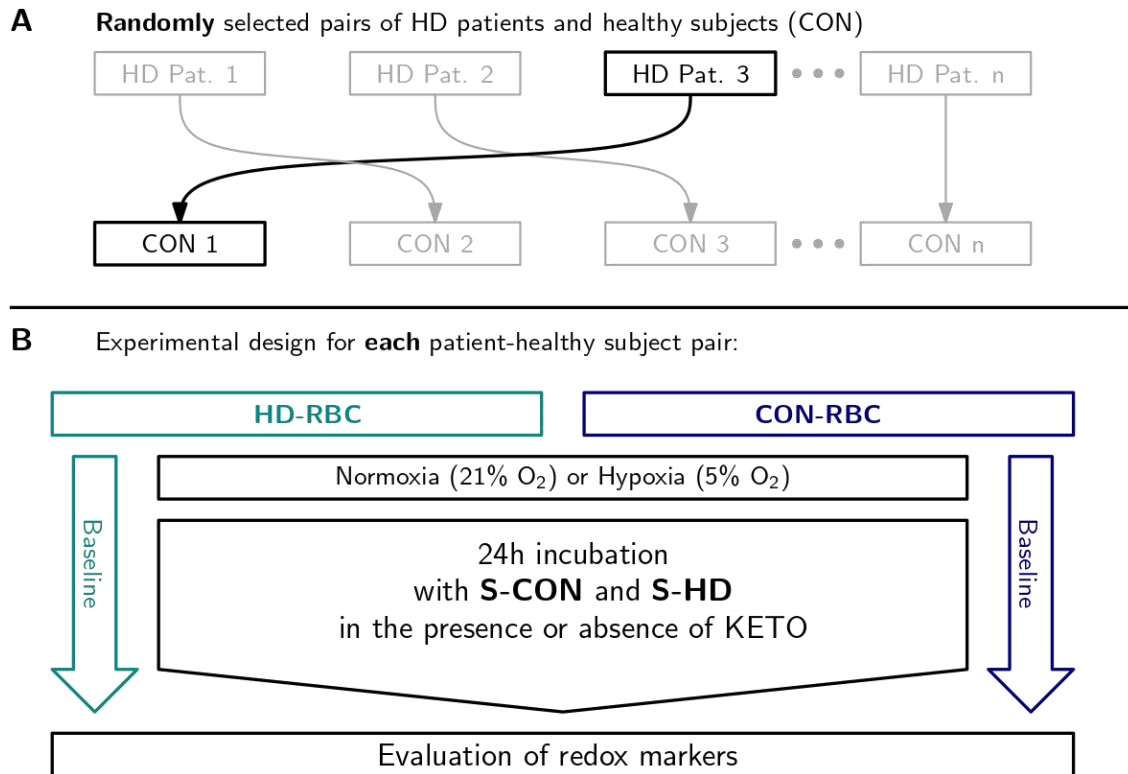 A Randomly selected pairs of HD patients and healthy subjects (CON)
HD Pat. 1 HD Pat. 2 HD Pat. 3 ••• HD Pat. n
CON 1 CON 2 CON 3 ••• CON n
B Experimental design for each patient-healthy subject pair:
HD-RBC CON-RBC
Normoxia (21% O₂) or Hypoxia (5% O₂)
Baseline
24h incubation
with S-CON and S-HD
in the presence or absence of KETO
Baseline
Evaluation of redox markers